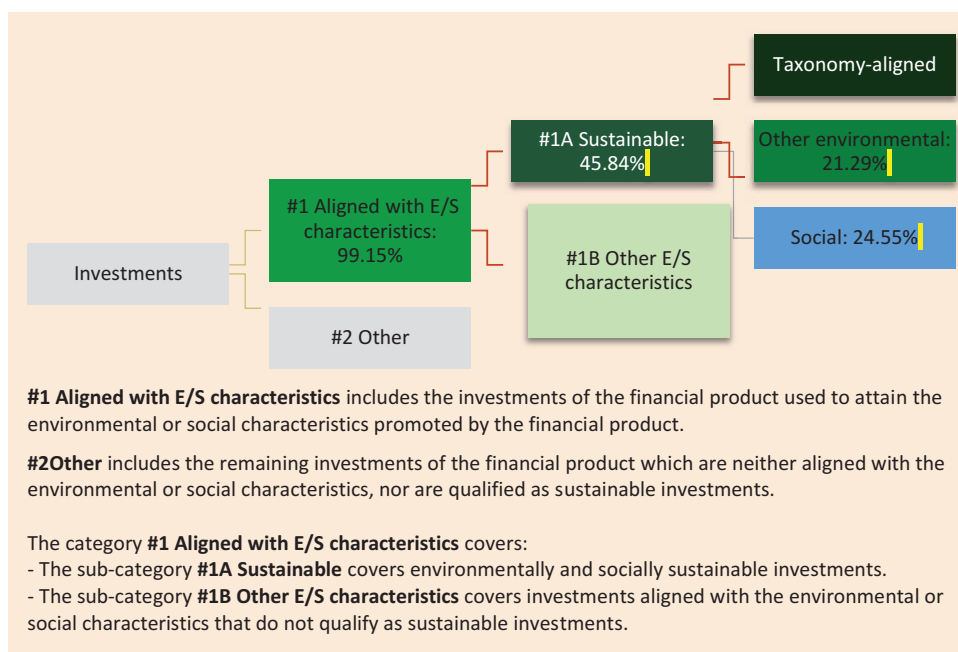 Taxonomy-aligned
#1A Sustainable:
45.84%
Other environmental:
21.29%
#1 Aligned with E/S
characteristics:
99.15%
Social: 24.55%
#1B Other E/S
characteristics
Investments
#2 Other
#1 Aligned with E/S characteristics includes the investments of the financial product used to attain the
environmental or social characteristics promoted by the financial product.
#2Other includes the remaining investments of the financial product which are neither aligned with the
environmental or social characteristics, nor are qualified as sustainable investments.
The category #1 Aligned with E/S characteristics covers:
- The sub-category #1A Sustainable covers environmentally and socially sustainable investments.
- The sub-category #1B Other E/S characteristics covers investments aligned with the environmental or
social characteristics that do not qualify as sustainable investments.